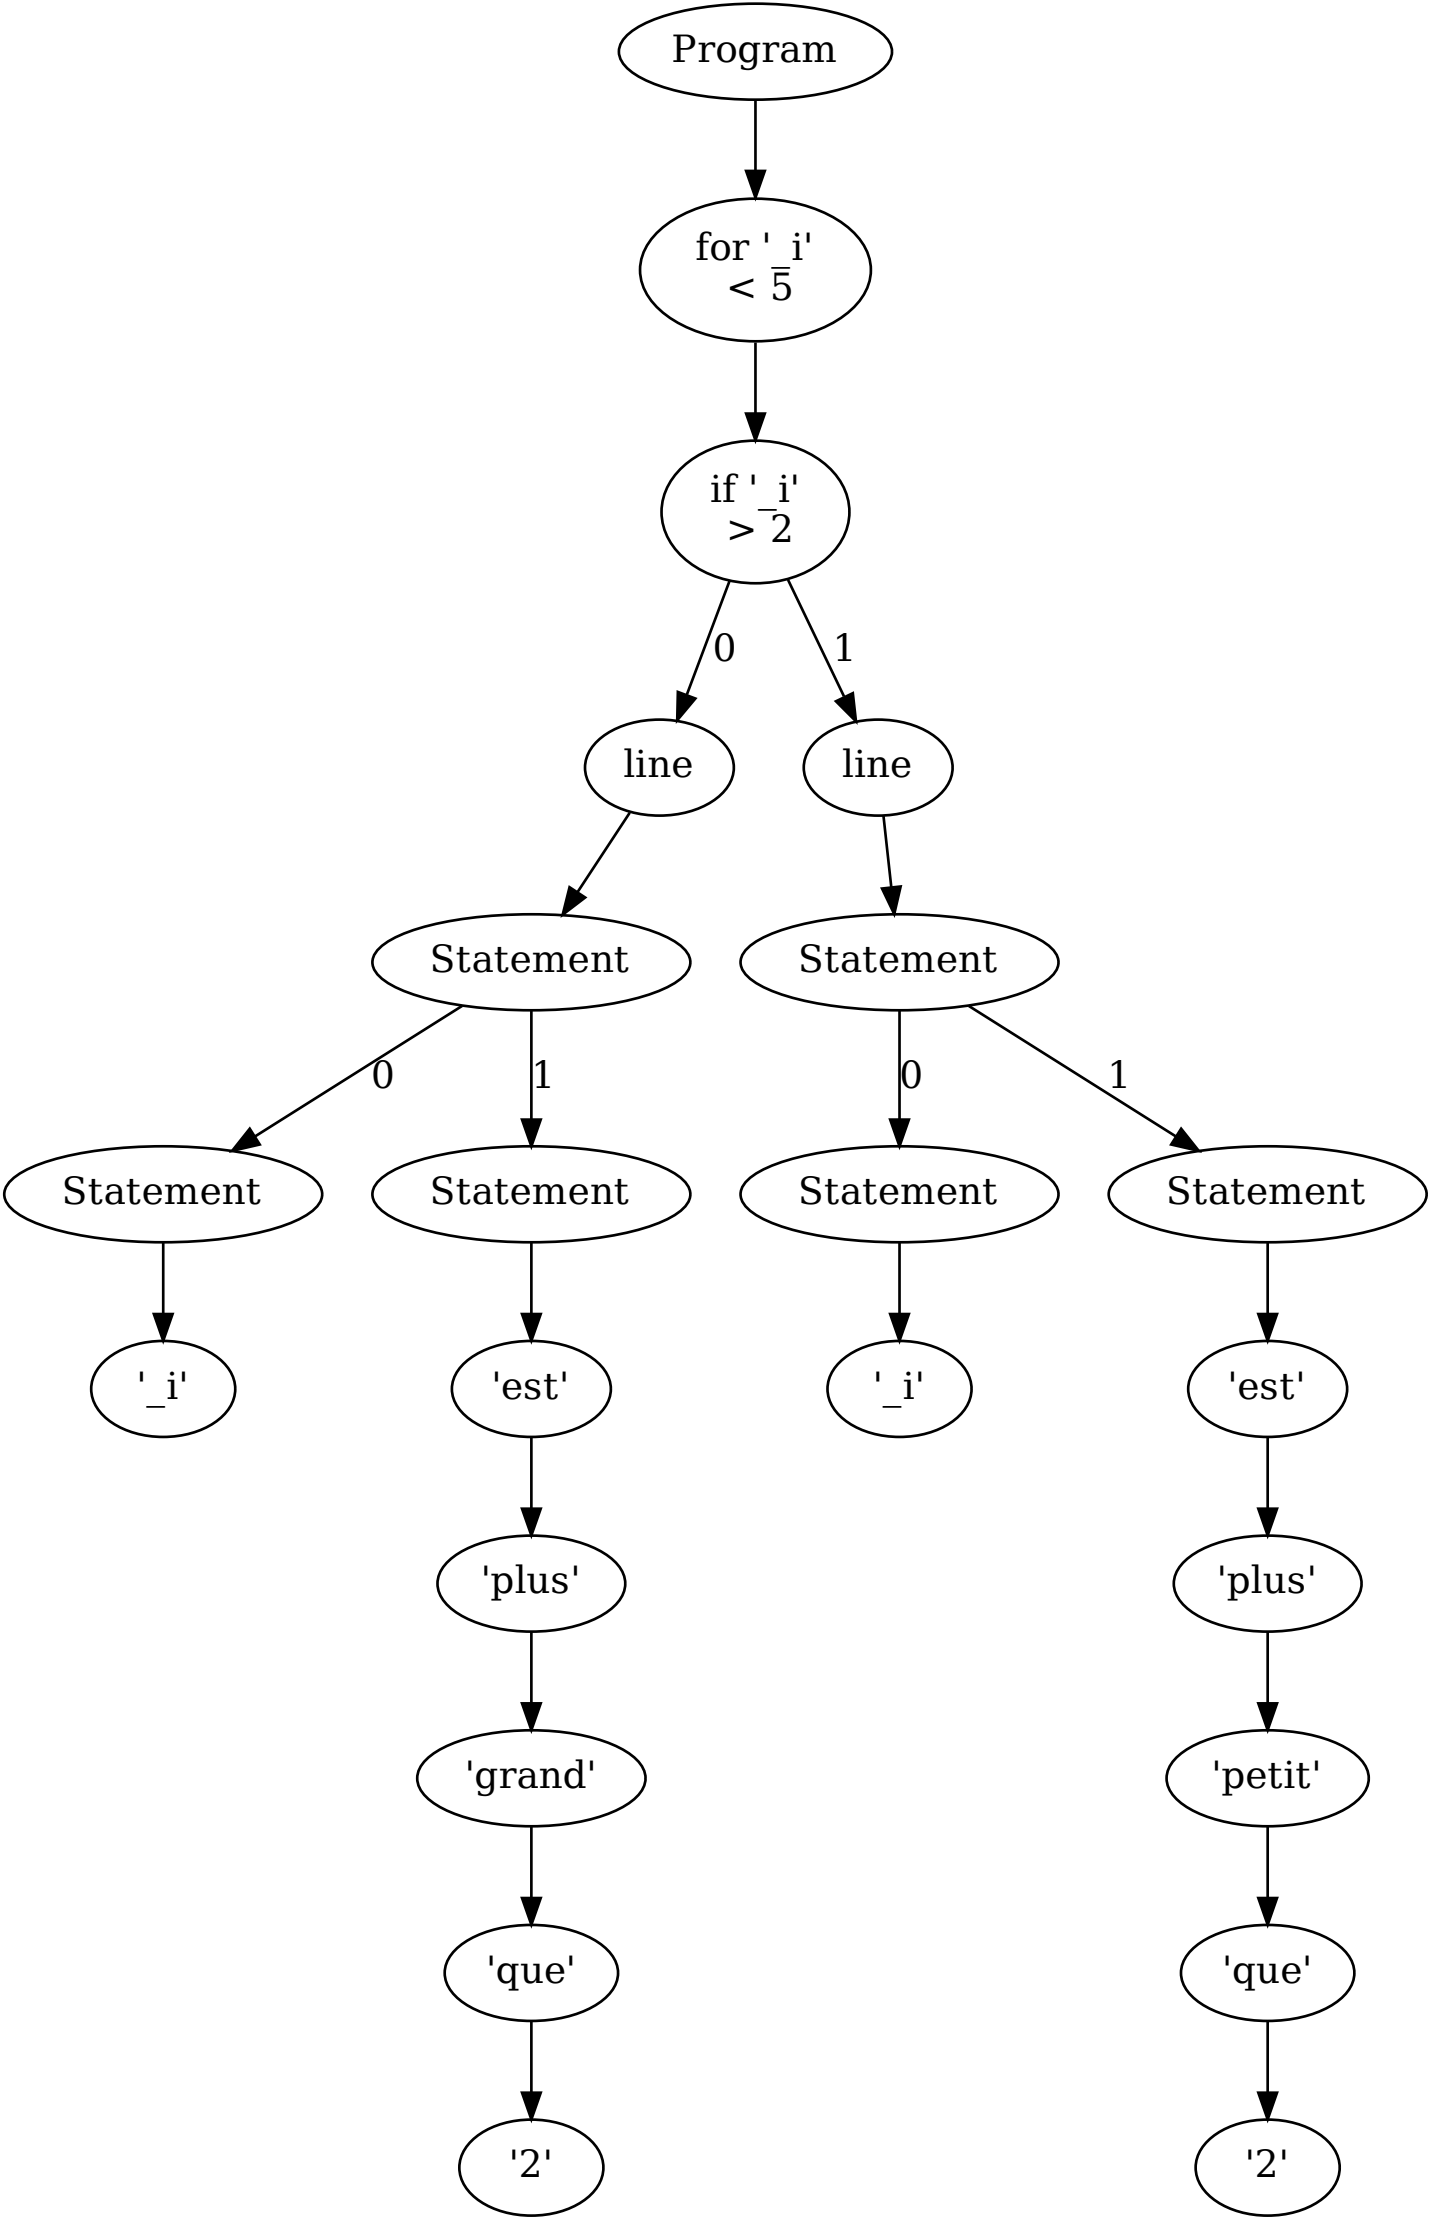 Program
for '_i'
< 5
if '_i'
> 2
0
1
line
line
Statement
Statement
0
1
0
1
Statement
Statement
Statement
Statement
'_i'
'est'
'_i'
'est'
'plus'
'plus'
'grand'
'petit'
'que'
'que'
'2'
'2'